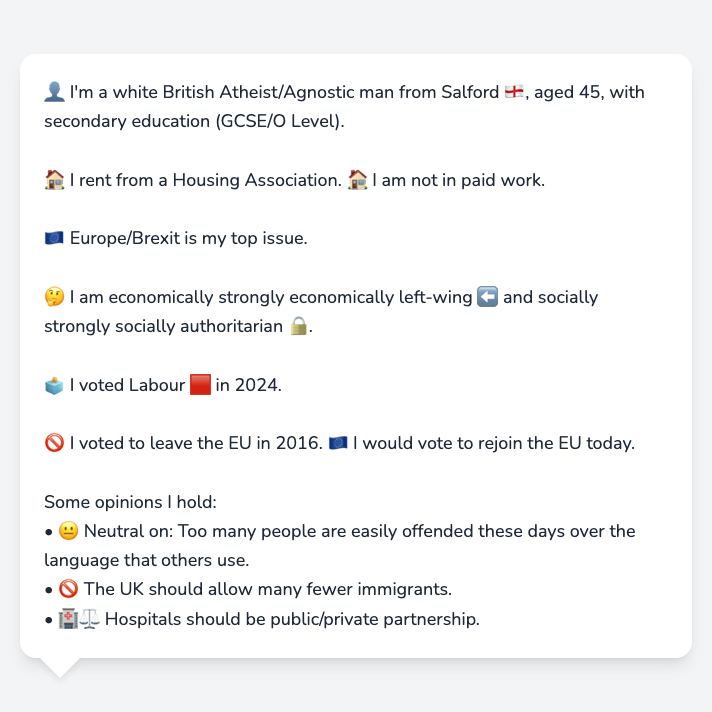 👤 I'm a white British Atheist/Agnostic man from Salford 🏴󠁧󠁢󠁥󠁮󠁧󠁿, aged 45, with
secondary education (GCSE/O Level).
🏠 I rent from a Housing Association. 🏠 I am not in paid work.
🇪🇺 Europe/Brexit is my top issue.
🤔 I am economically strongly economically left-wing ⬅️ and socially
strongly socially authoritarian 🔒.
🗳️ I voted Labour 🟥 in 2024.
🚫 I voted to leave the EU in 2016. 🇪🇺 I would vote to rejoin the EU today.
Some opinions I hold:
• 😐 Neutral on: Too many people are easily offended these days over the
language that others use.
• 🚫 The UK should allow many fewer immigrants.
• 🏥⚖️ Hospitals should be public/private partnership.